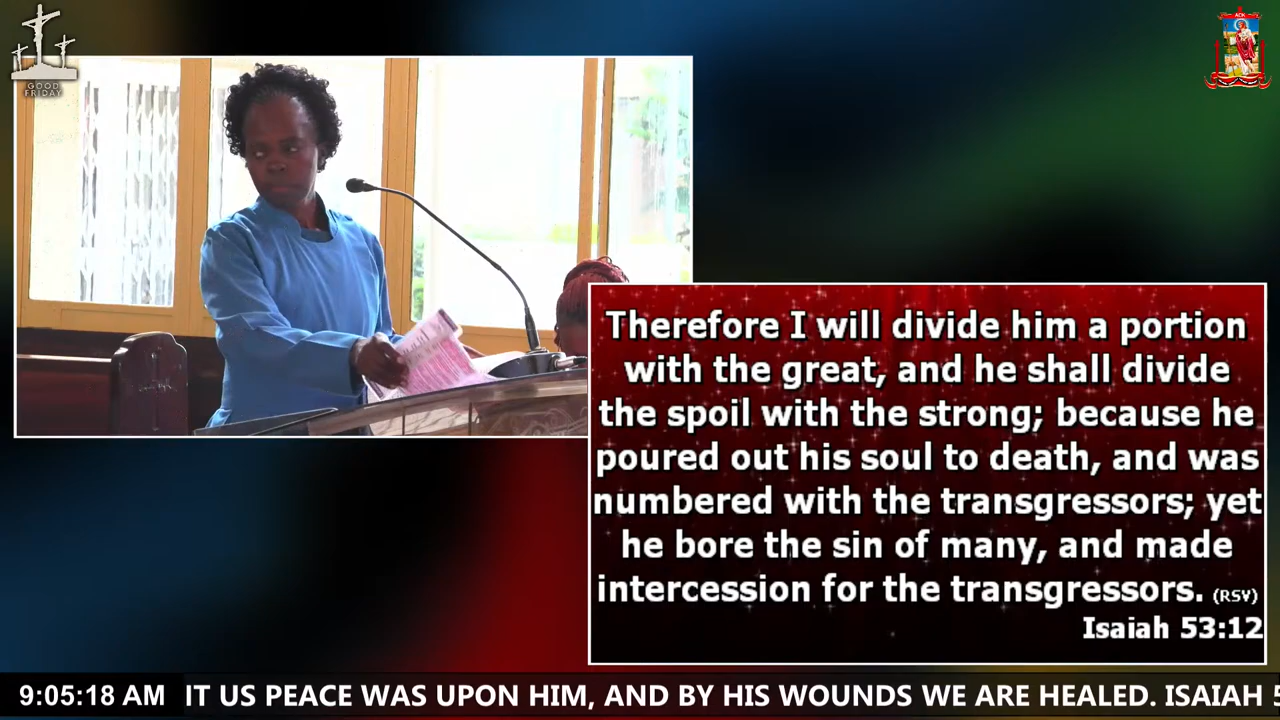 GOOD
FRIDAY
ACK
Therefore I will divide him a portion
with the great, and he shall divide
the spoil with the strong; because he
poured out his soul to death, and was
numbered with the transgressors; yet
he bore the sin of many, and made
intercession for the transgressors. (RSV)
Isaiah 53:12
9:05:18 AM IT US PEACE WAS UPON HIM, AND BY HIS WOUNDS WE ARE HEALED. ISAIAH 5